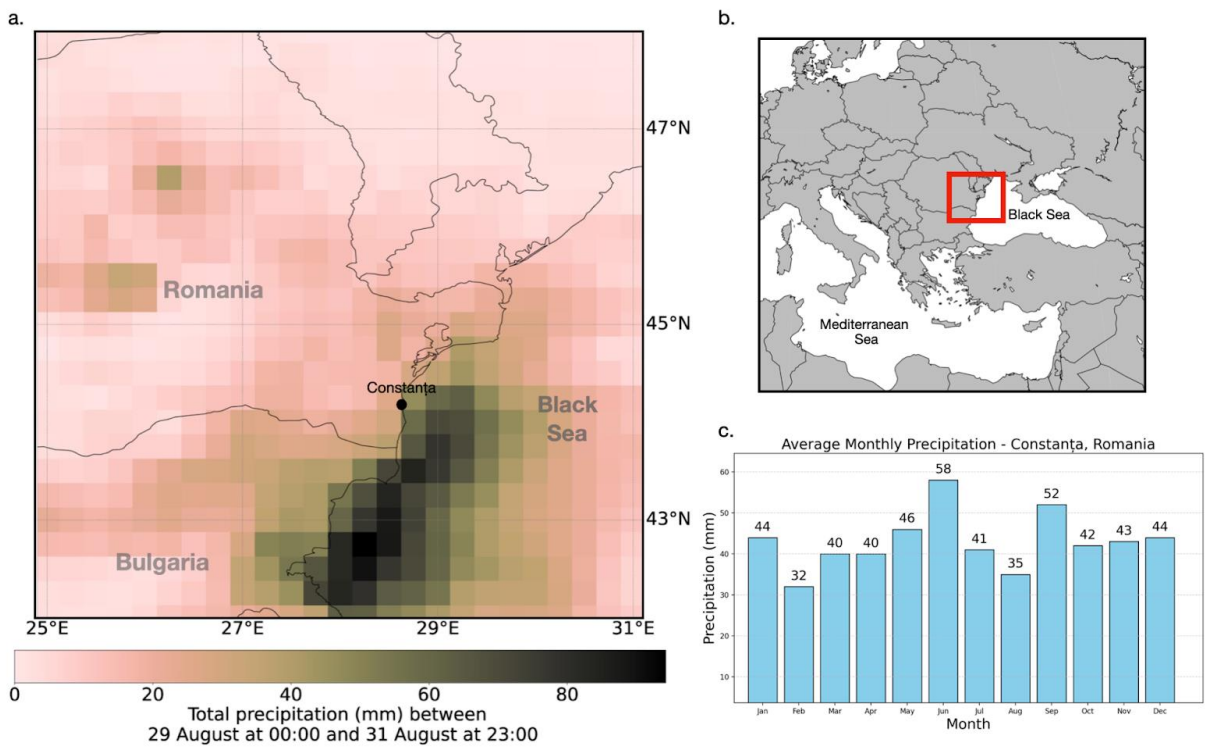 a.
47°N
Romania
45°N
Constanța
Black
Sea
43°N
Bulgaria
25°E
27°E
29°E
31°E
0
20
40
60
80
Total precipitation (mm) between
29 August at 00:00 and 31 August at 23:00
b.
Black Sea
Mediterranean
Sea
c.
Average Monthly Precipitation - Constanța, Romania
Precipitation (mm)
60
50
40
30
20
10
44
32
40
40
46
58
41
35
52
42
43
44
Jan
Feb
Mar
Apr
May
Jun
Jul
Aug
Sep
Oct
Nov
Dec
Month